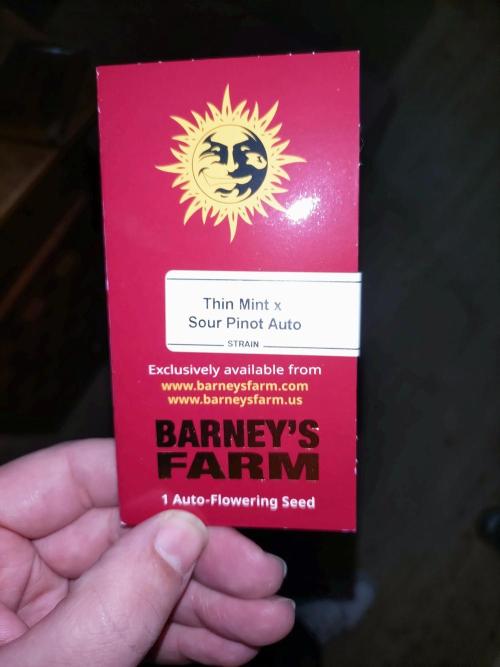 Thin Mint x
Sour Pinot Auto
STRAIN
Exclusively available from
www.barneysfarm.com
www.barneysfarm.us
BARNEY'S
FARM
1 Auto-Flowering Seed